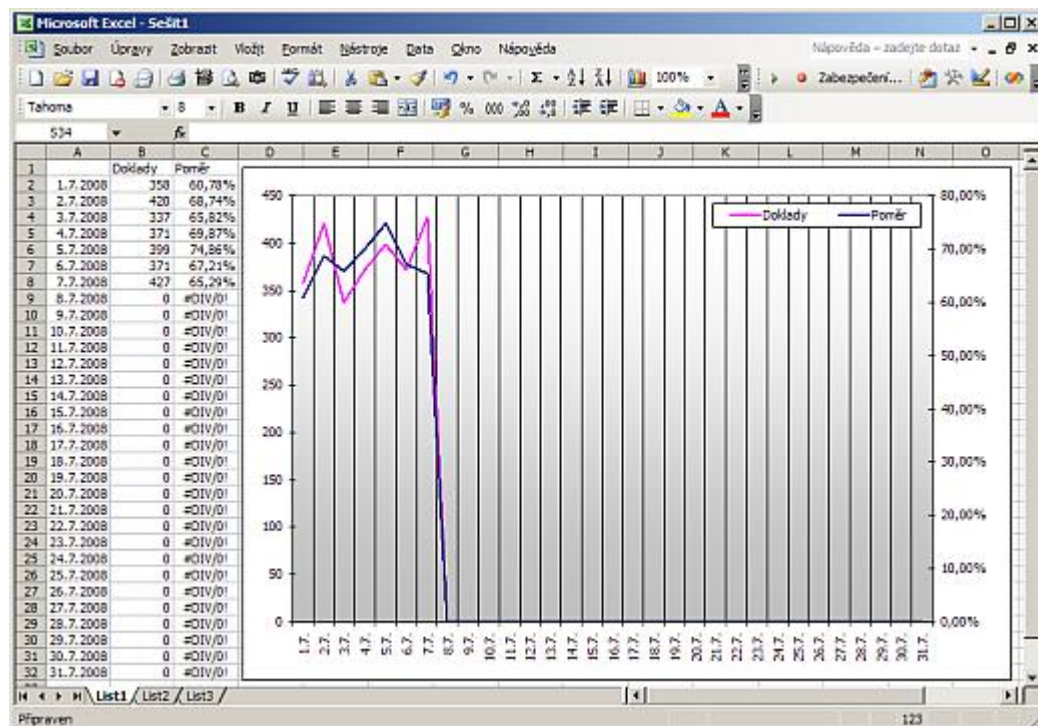 Microsoft Excel - Sešit1
Soubor Úpravy Zobrazit Vložit Formát Nástroje Data Okno Nápověda Nápověda – zadejte dotaz
100% Zabezpečení...
Tahoma 8 B I U % 000
S34 fx
A B C D E F G H I J K L M N O
1 Doklady Poměr
2 1.7.2008 358 60,78%
3 2.7.2008 420 68,74%
4 3.7.2008 337 65,82%
5 4.7.2008 371 69,87%
6 5.7.2008 399 74,86%
7 6.7.2008 371 67,21%
8 7.7.2008 427 65,29%
9 8.7.2008 0 #DIV/0!
10 9.7.2008 0 #DIV/0!
11 10.7.2008 0 #DIV/0!
12 11.7.2008 0 #DIV/0!
13 12.7.2008 0 #DIV/0!
14 13.7.2008 0 #DIV/0!
15 14.7.2008 0 #DIV/0!
16 15.7.2008 0 #DIV/0!
17 16.7.2008 0 #DIV/0!
18 17.7.2008 0 #DIV/0!
19 18.7.2008 0 #DIV/0!
20 19.7.2008 0 #DIV/0!
21 20.7.2008 0 #DIV/0!
22 21.7.2008 0 #DIV/0!
23 22.7.2008 0 #DIV/0!
24 23.7.2008 0 #DIV/0!
25 24.7.2008 0 #DIV/0!
26 25.7.2008 0 #DIV/0!
27 26.7.2008 0 #DIV/0!
28 27.7.2008 0 #DIV/0!
29 28.7.2008 0 #DIV/0!
30 29.7.2008 0 #DIV/0!
31 30.7.2008 0 #DIV/0!
32 31.7.2008 0 #DIV/0!
Doklady Poměr
450
400
350
300
250
200
150
100
50
0
80,00%
70,00%
60,00%
50,00%
40,00%
30,00%
20,00%
10,00%
0,00%
1.7. 2.7. 3.7. 4.7. 5.7. 6.7. 7.7. 8.7. 9.7. 10.7. 11.7. 12.7. 13.7. 14.7. 15.7. 16.7. 17.7. 18.7. 19.7. 20.7. 21.7. 22.7. 23.7. 24.7. 25.7. 26.7. 27.7. 28.7. 29.7. 30.7. 31.7.
List1 List2 List3
Připraven 123